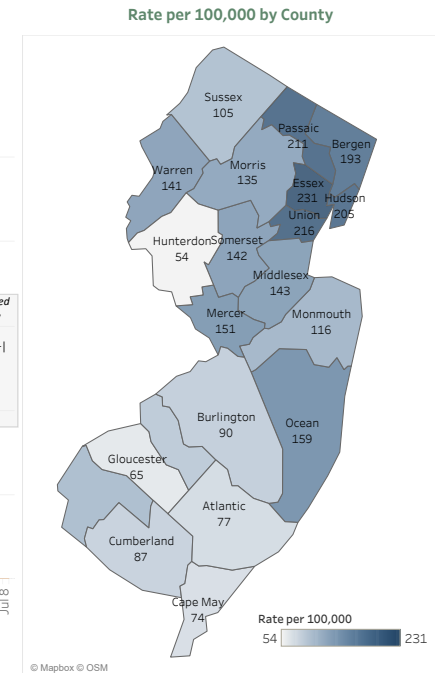 Rate per 100,000 by County
Sussex
105
Passaic
211
Bergen
193
Warren
141
Morris
135
Essex
231
Hudson
205
Union
216
Hunterdon
54
Somerset
142
Middlesex
143
Mercer
151
Monmouth
116
Burlington
90
Ocean
159
Gloucester
65
Atlantic
77
Cumberland
87
Cape May
74
Rate per 100,000
54
231
Jul 8
© Mapbox © OSM